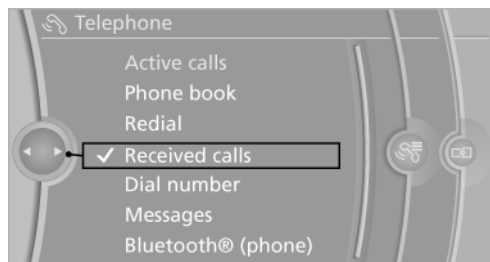 Telephone
Active calls
Phone book
Redial
Received calls
Dial number
Messages
Bluetooth® (phone)